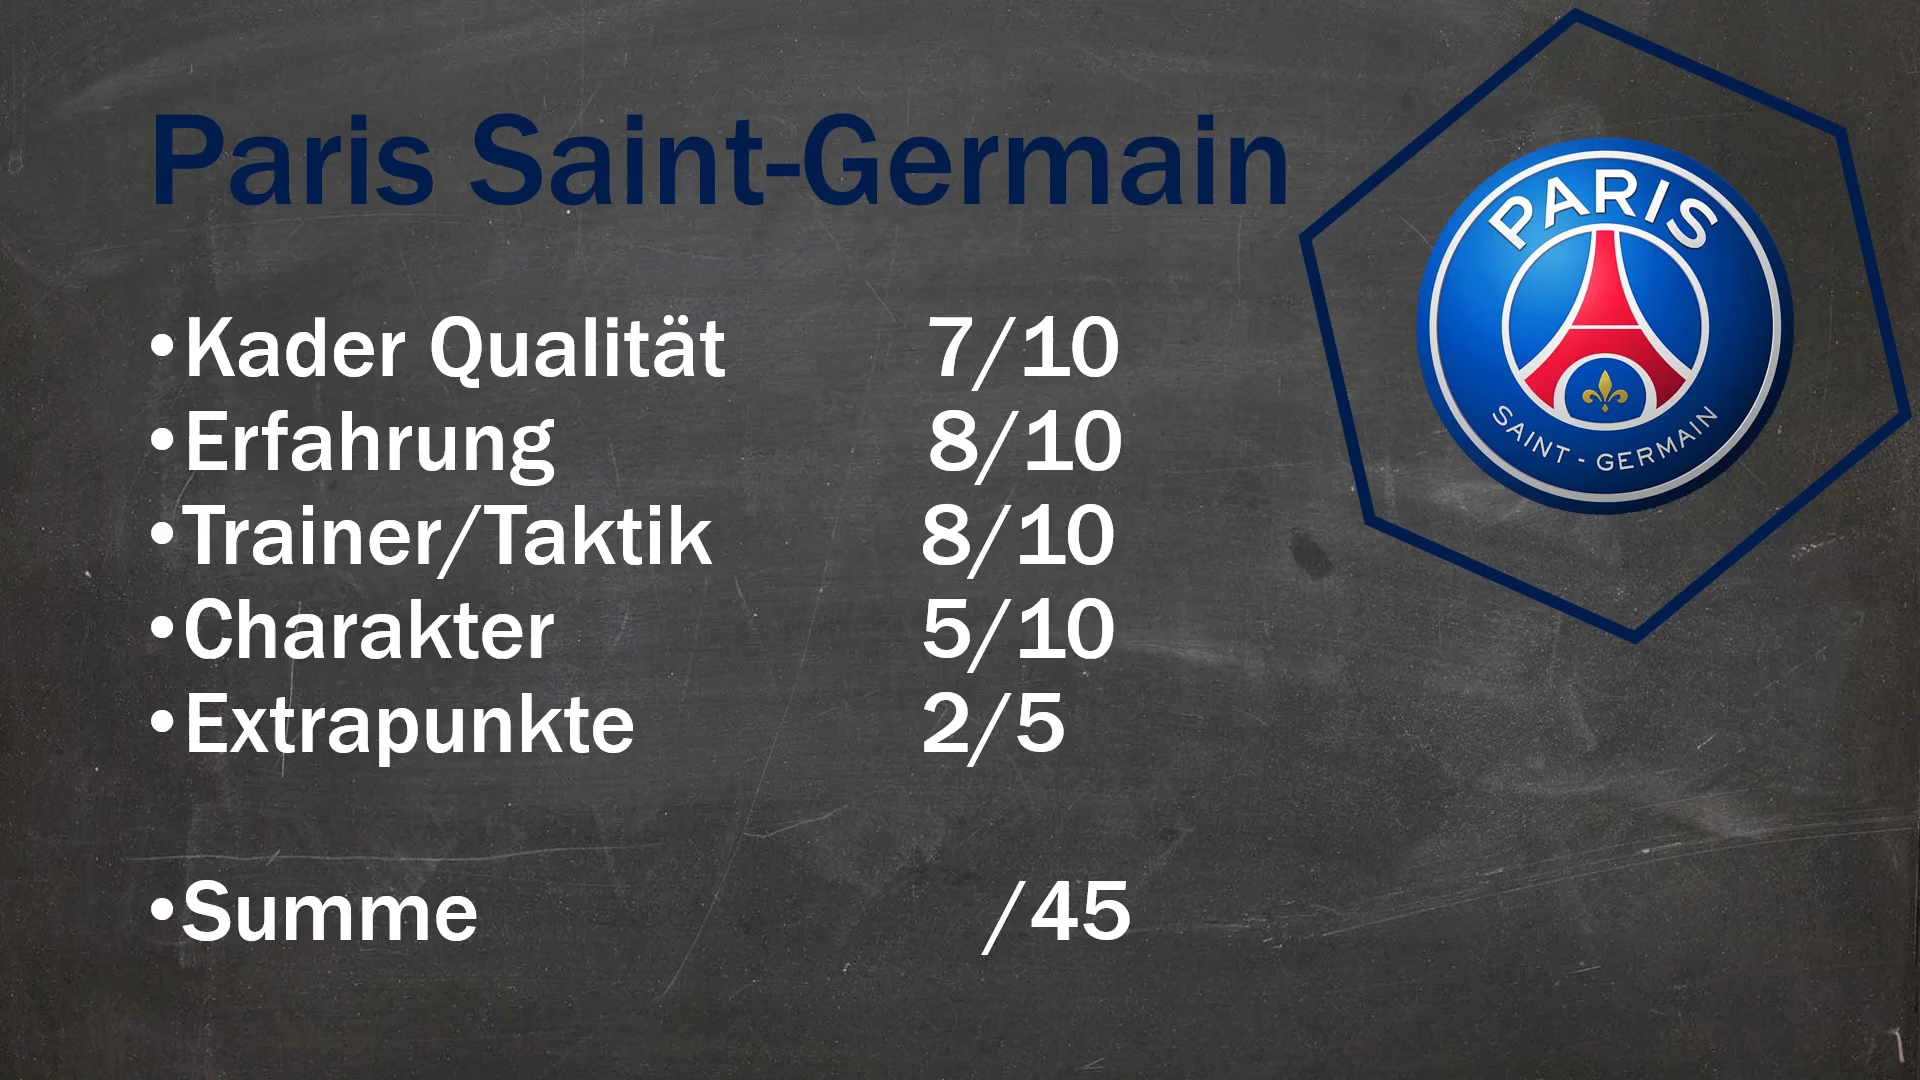 Paris Saint-Germain
PARIS
SAINT - GERMAIN
•Kader Qualität 7/10
•Erfahrung 8/10
•Trainer/Taktik 8/10
•Charakter 5/10
•Extrapunkte 2/5
•Summe /45